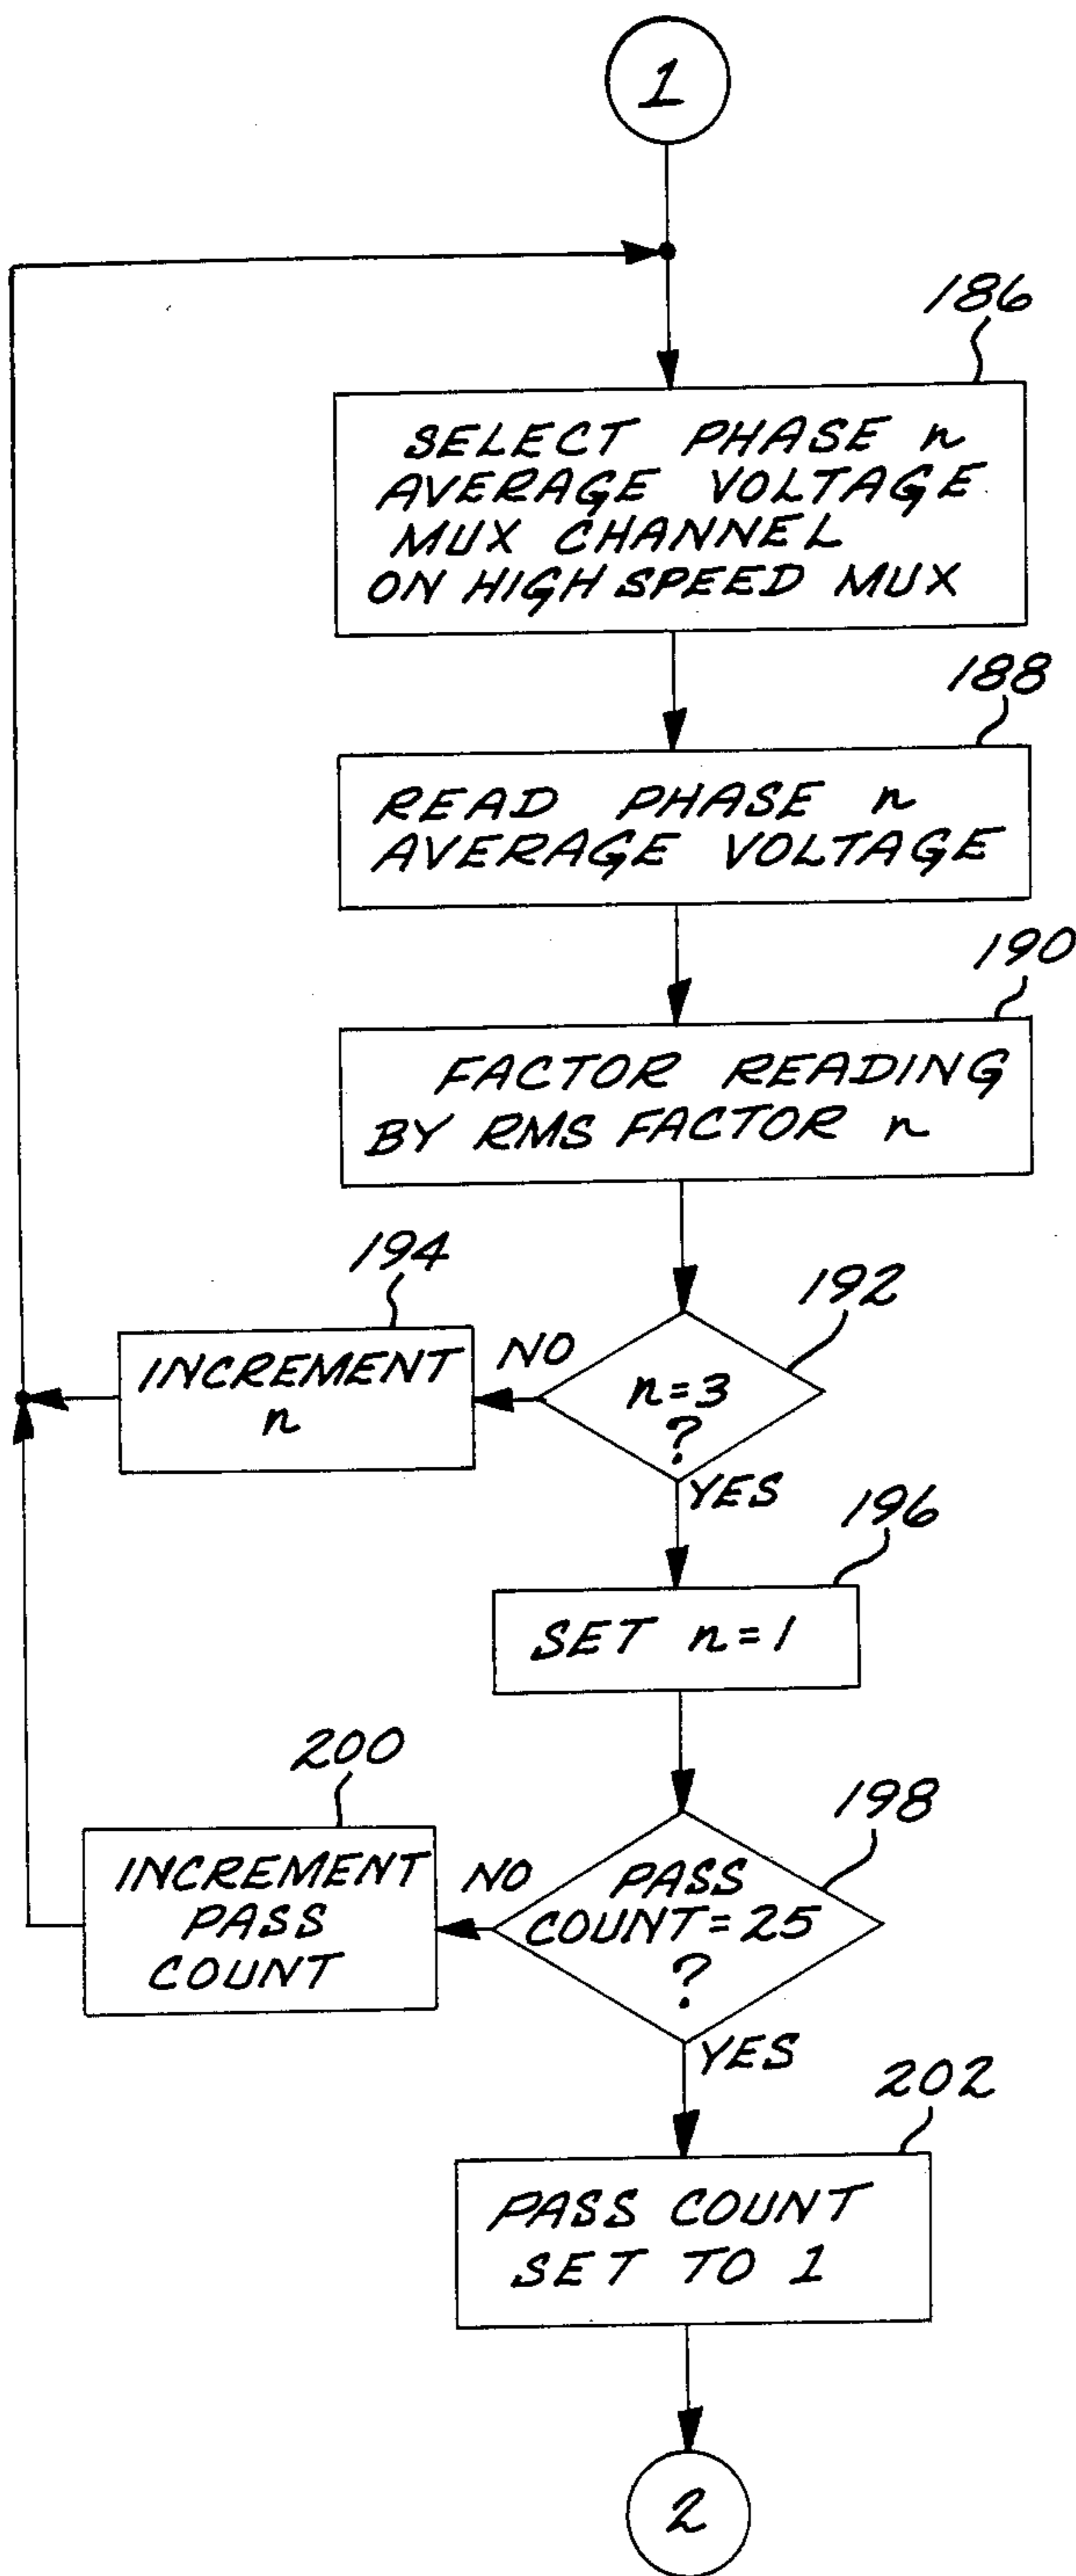 1
186
SELECT PHASE n
AVERAGE VOLTAGE
MUX CHANNEL
ON HIGH SPEED MUX
188
READ PHASE n
AVERAGE VOLTAGE
190
FACTOR READING
BY RMS FACTOR n
194
INCREMENT
n
NO
192
n=3
?
YES
196
SET n=1
200
INCREMENT
PASS
COUNT
NO
198
PASS
COUNT=25
?
YES
202
PASS COUNT
SET TO 1
2